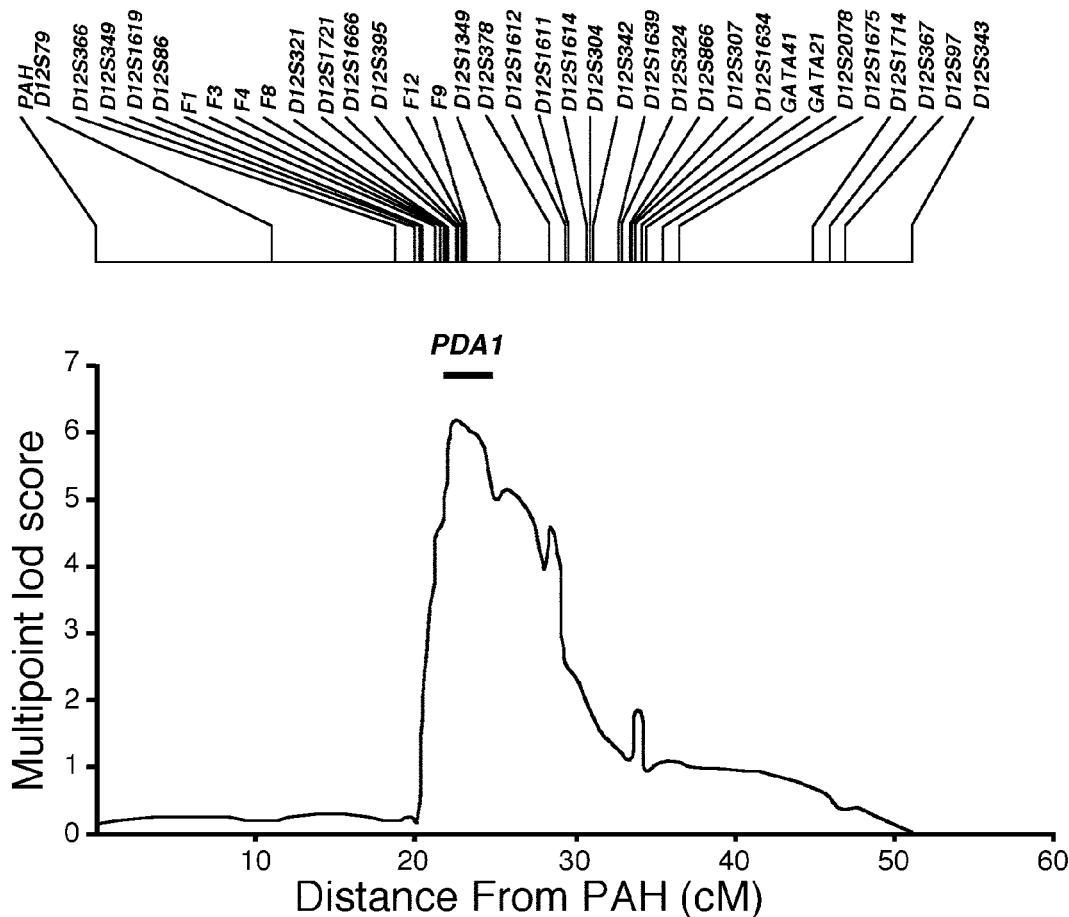 PAH
D12S79
D12S366
D12S349
D12S1619
D12S86
F1
F3
F4
F8
D12S321
D12S1721
D12S1666
D12S395
F12
F9
D12S1349
D12S378
D12S1612
D12S1611
D12S1614
D12S304
D12S342
D12S1639
D12S324
D12S866
D12S307
D12S1634
GATA41
GATA21
D12S2078
D12S1675
D12S1714
D12S367
D12S97
D12S343
PDA1
7
6
5
4
3
2
1
0
Multipoint lod score
10 20 30 40 50 60
Distance From PAH (cM)